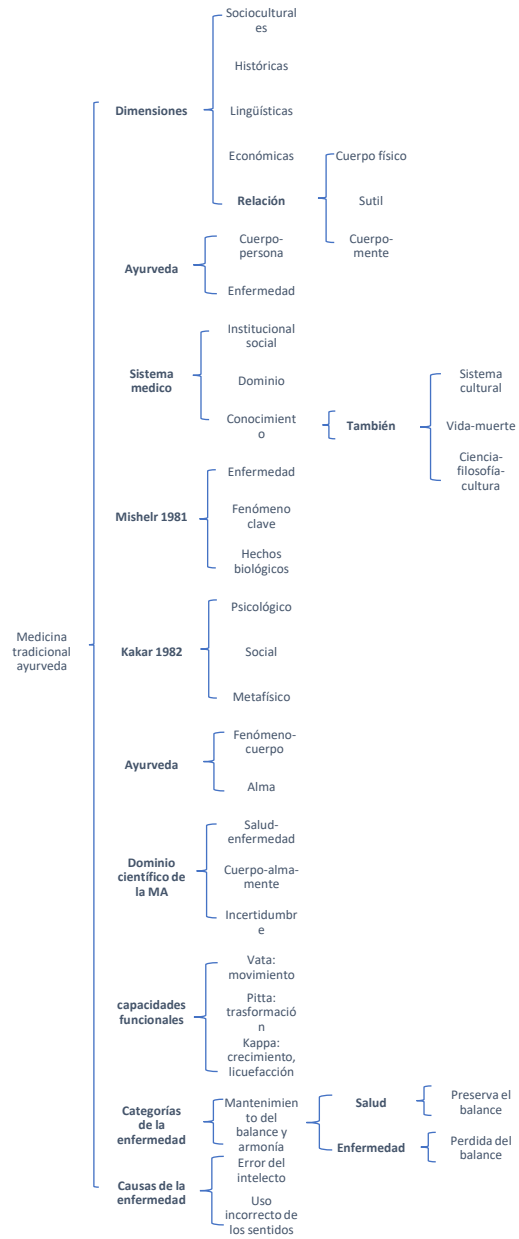 Medicina
tradicional
ayurveda
Dimensiones
Sociocultural
es
Históricas
Lingüísticas
Económicas
Relación
Cuerpo físico
Sutil
Cuerpo-
mente
Ayurveda
Cuerpo-
persona
Enfermedad
Sistema
medico
Institucional
social
Dominio
Conocimient
o
También
Sistema
cultural
Vida-muerte
Ciencia-
filosofía-
cultura
Mishelr 1981
Enfermedad
Fenómeno
clave
Hechos
biológicos
Kakar 1982
Psicológico
Social
Metafísico
Ayurveda
Fenómeno-
cuerpo
Alma
Dominio
científico de
la MA
Salud-
enfermedad
Cuerpo-alma-
mente
Incertidumbr
e
capacidades
funcionales
Vata:
movimiento
Pitta:
trasformació
n
Kappa:
crecimiento,
licuefacción
Categorías
de la
enfermedad
Mantenimien
to del
balance y
armonía
Salud
Preserva el
balance
Enfermedad
Perdida del
balance
Causas de la
enfermedad
Error del
intelecto
Uso
incorrecto de
los sentidos